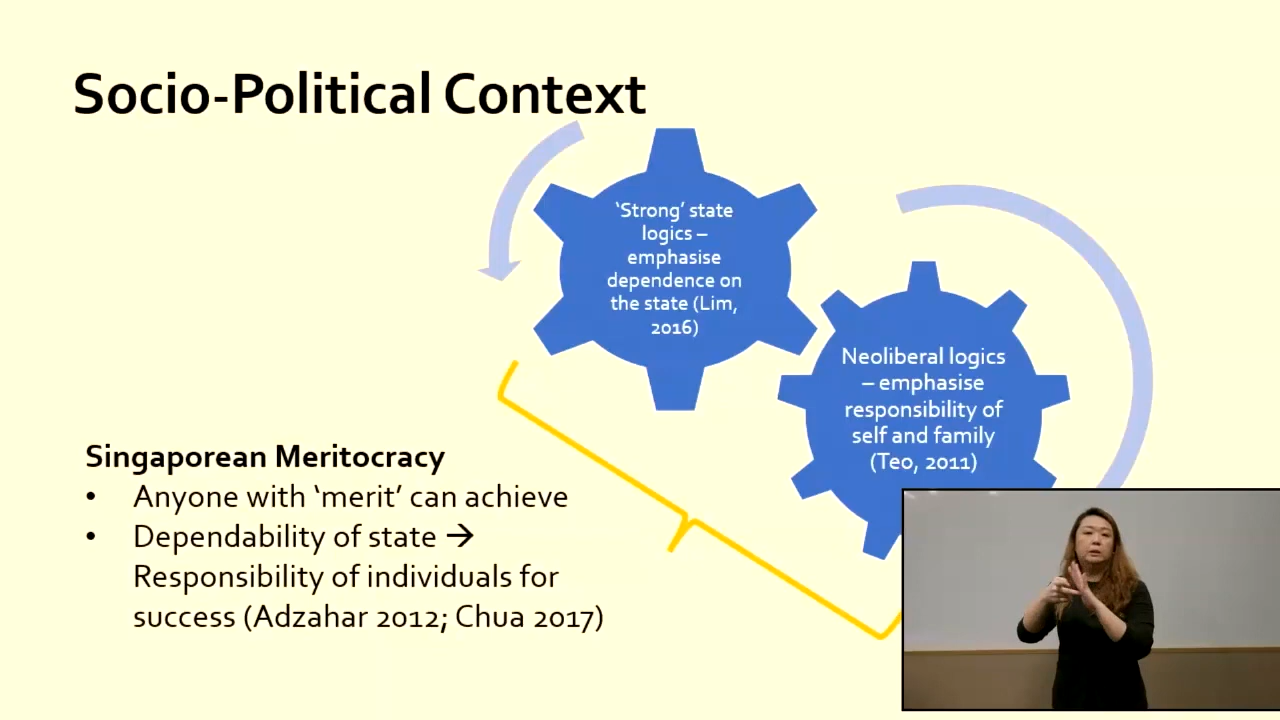 Socio-Political Context
‘Strong’ state
logics –
emphasise
dependence on
the state (Lim,
2016)
Neoliberal logics
– emphasise
responsibility of
self and family
(Teo, 2011)
Singaporean Meritocracy
• Anyone with ‘merit’ can achieve
• Dependability of state →
Responsibility of individuals for
success (Adzahar 2012; Chua 2017)